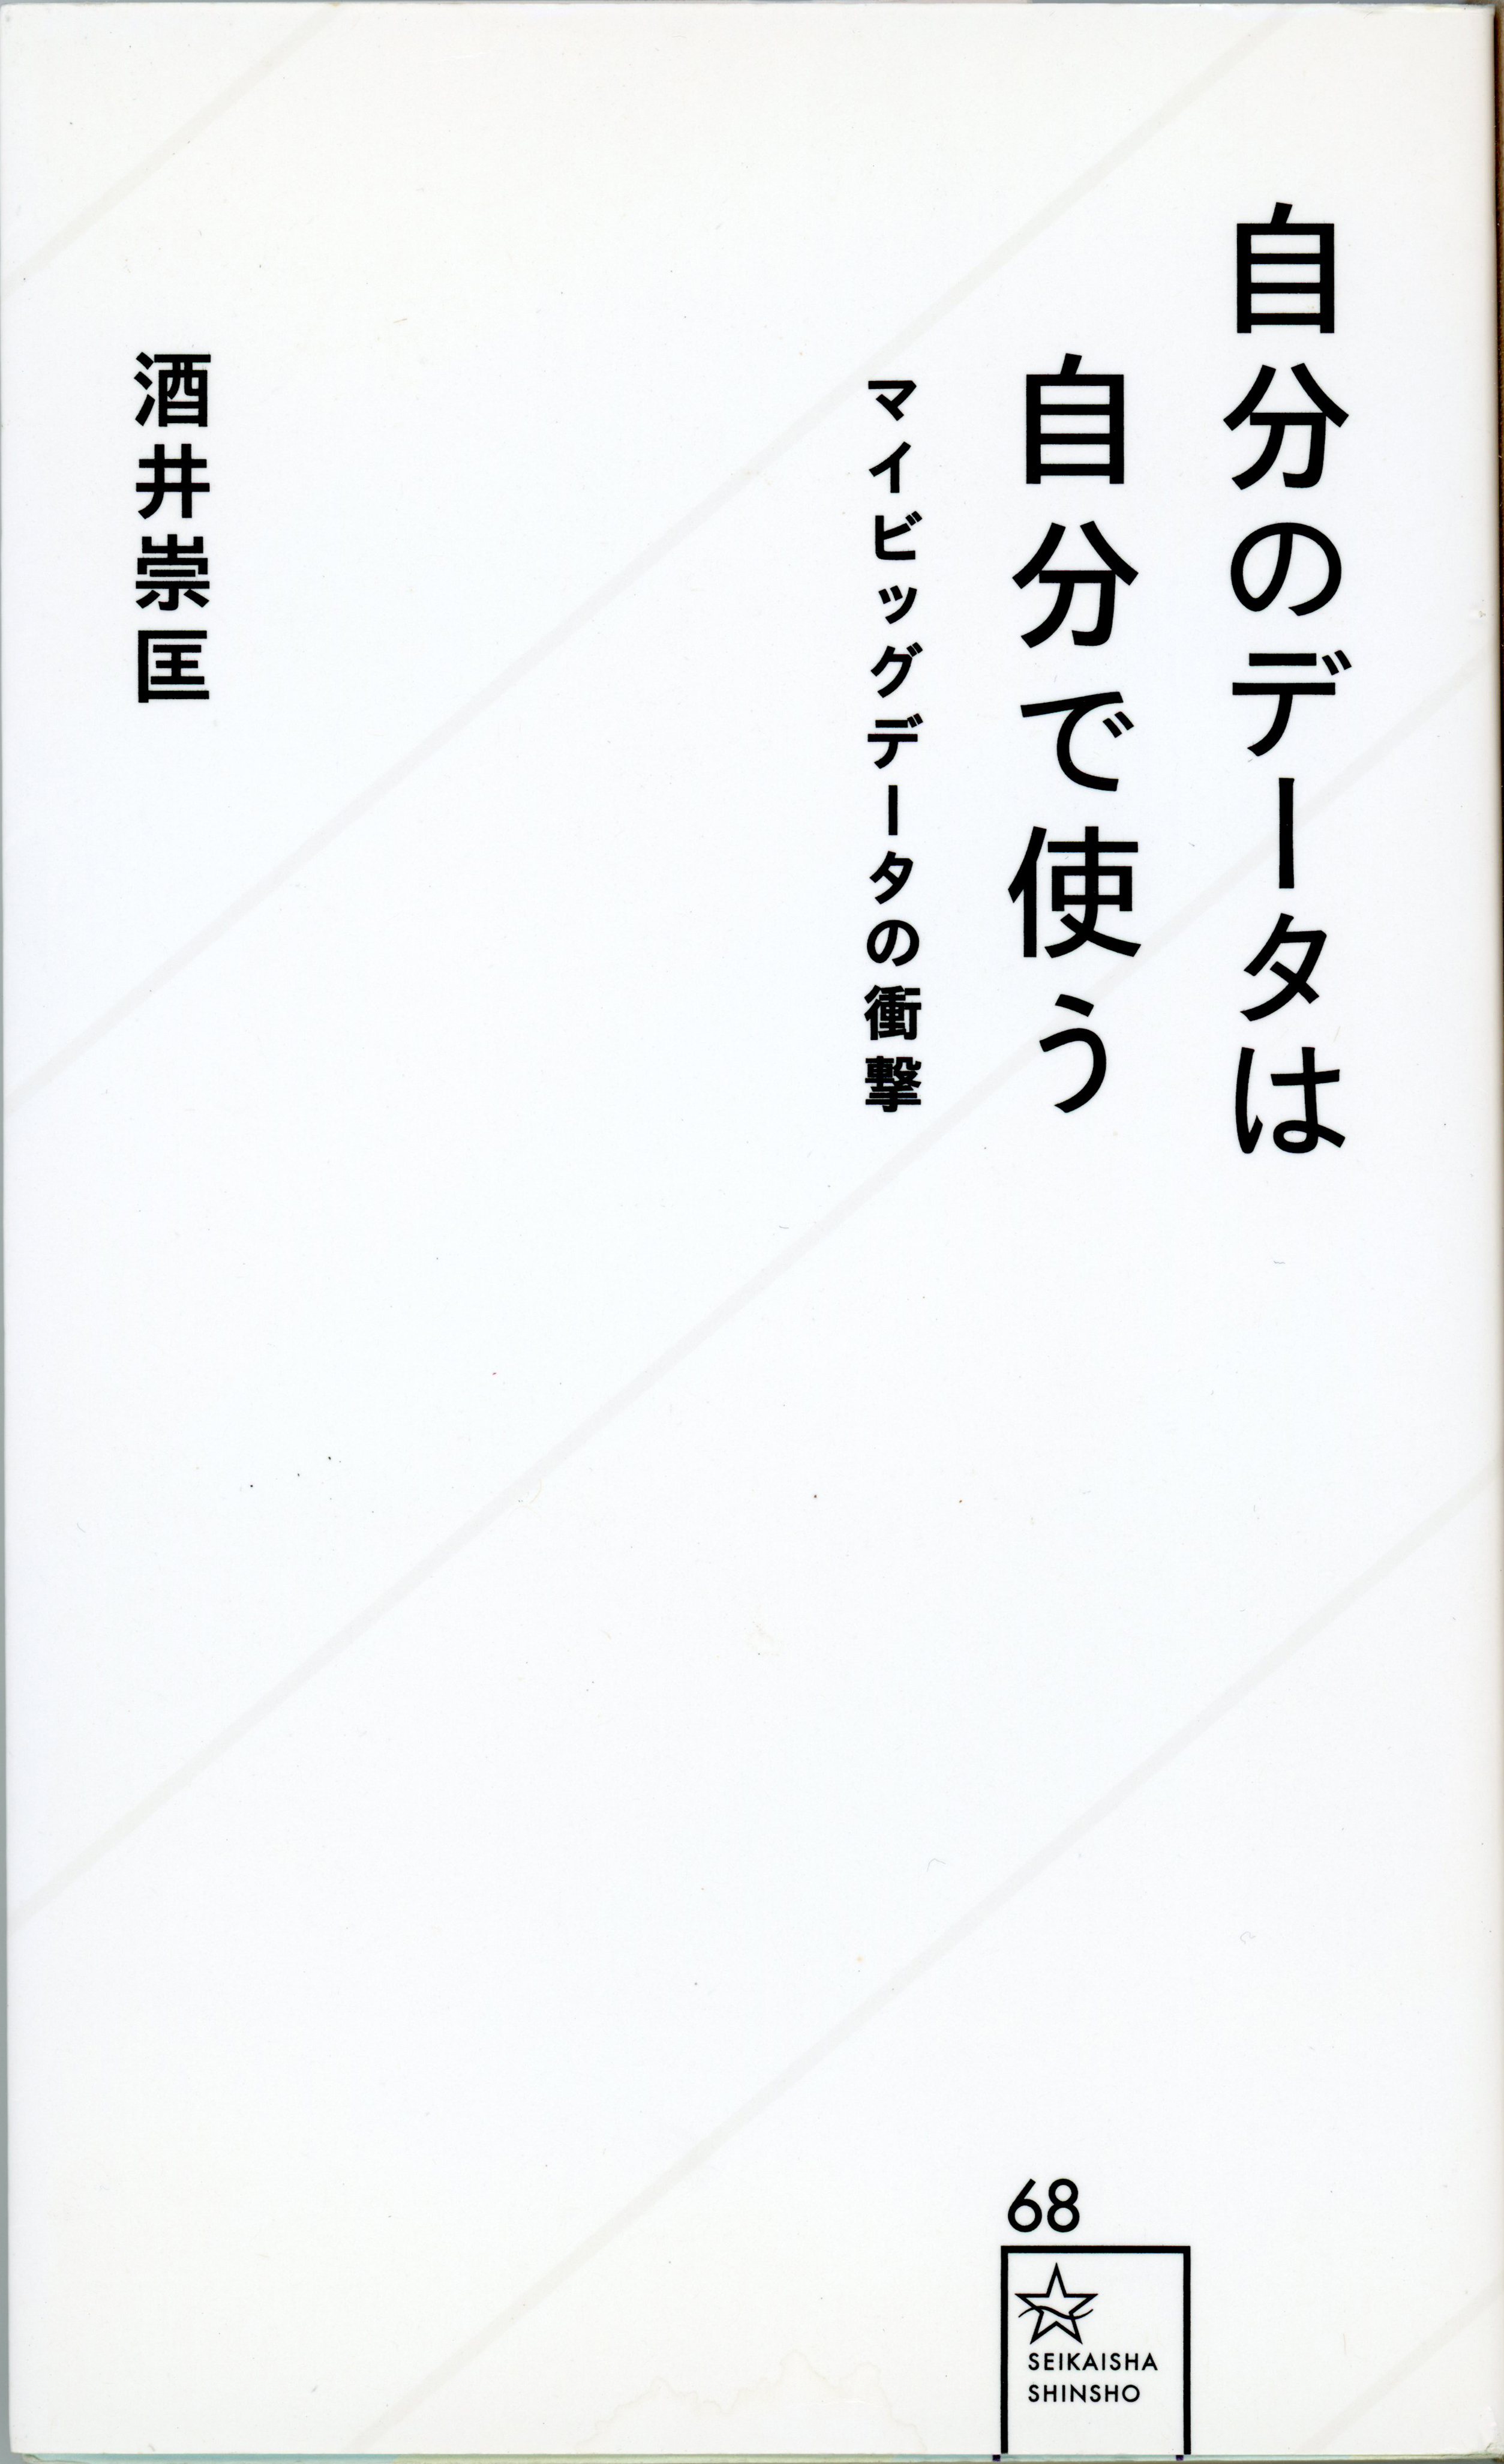 自分のデータは
自分で使う
マイビッグデータの衝撃
酒井崇匡
68
SEIKAISHA
SHINSHO